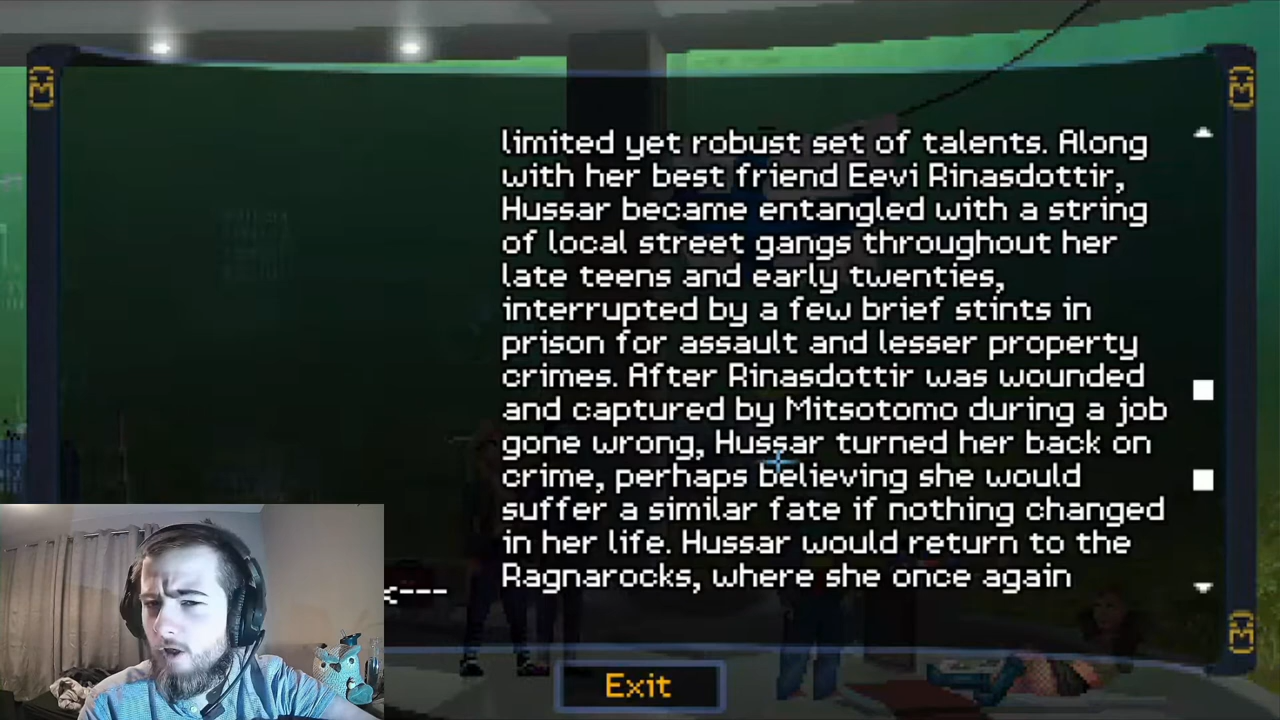 limited yet robust set of talents. Along
with her best friend Eevi Rinasdottir,
Hussar became entangled with a string
of local street gangs throughout her
late teens and early twenties,
interrupted by a few brief stints in
prison for assault and lesser property
crimes. After Rinasdottir was wounded
and captured by Mitsotomo during a job
gone wrong, Hussar turned her back on
crime, perhaps believing she would
suffer a similar fate if nothing changed
in her life. Hussar would return to the
Ragnarocks, where she once again
<---
Exit